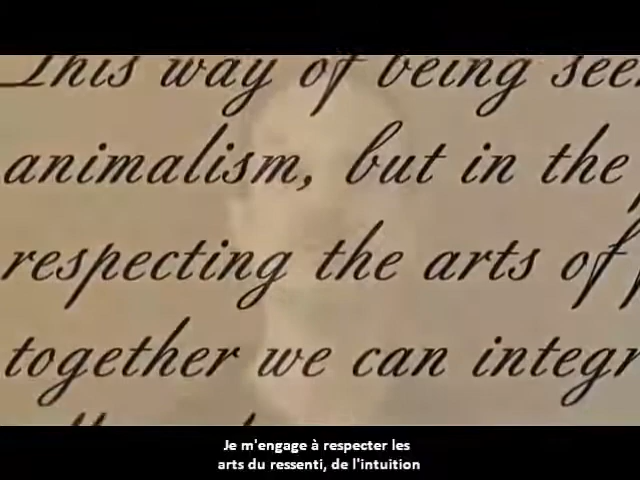 This way of being see
animalism, but in the
respecting the arts of
together we can integr
Je m'engage à respecter les
arts du ressenti, de l'intuition